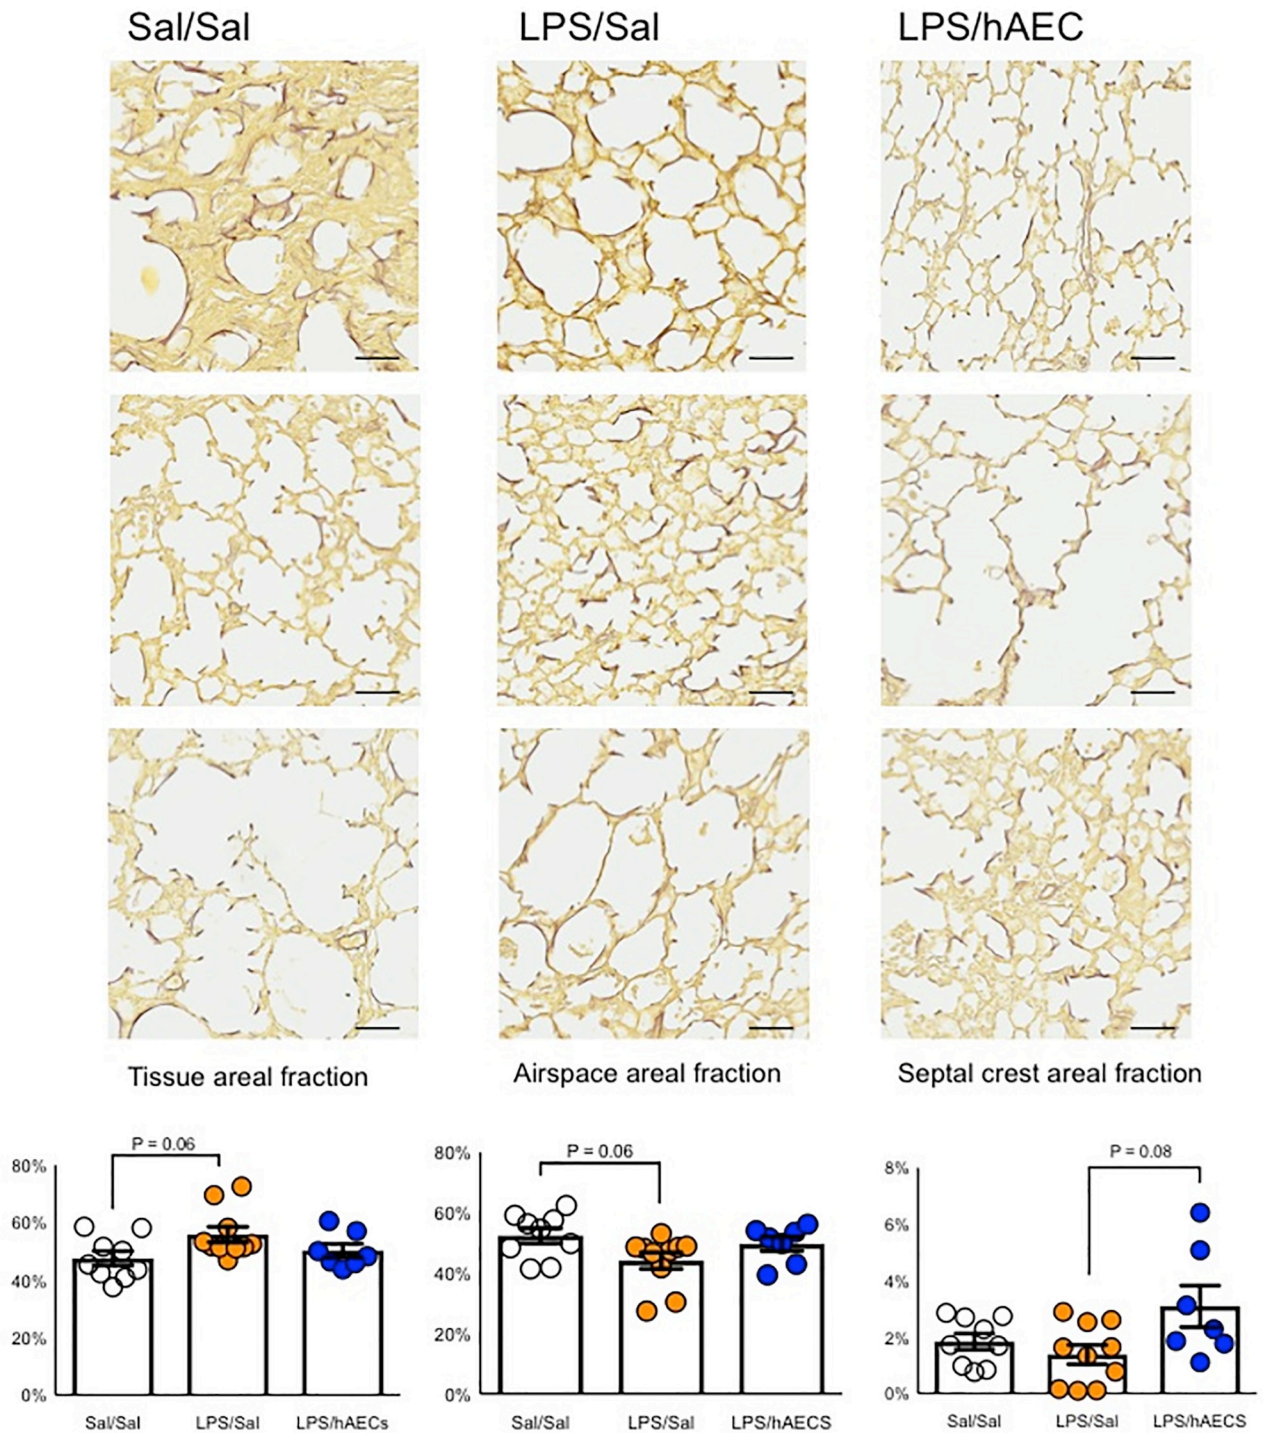 Sal/Sal LPS/Sal LPS/hAEC
Tissue areal fraction Airspace areal fraction Septal crest areal fraction
P = 0.06 P = 0.06 P = 0.08
80% 80% 8%
60% 60% 6%
40% 40% 4%
20% 20% 2%
0% 0% 0%
Sal/Sal LPS/Sal LPS/hAECs Sal/Sal LPS/Sal LPS/hAECS Sal/Sal LPS/Sal LPS/hAECS